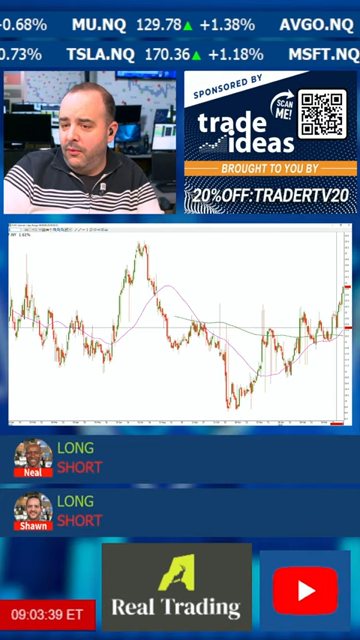 -0.68% MU.NQ 129.78 +1.38% AVGO.NQ
0.73% TSLA.NQ 170.36 +1.18% MSFT.NQ
SPONSORED BY
SCAN ME!
trade ideas
BROUGHT TO YOU BY
20%OFF:TRADERTV20
1.92%
LONG
SHORT
Neal
LONG
SHORT
Shawn
Real Trading
09:03:39 ET